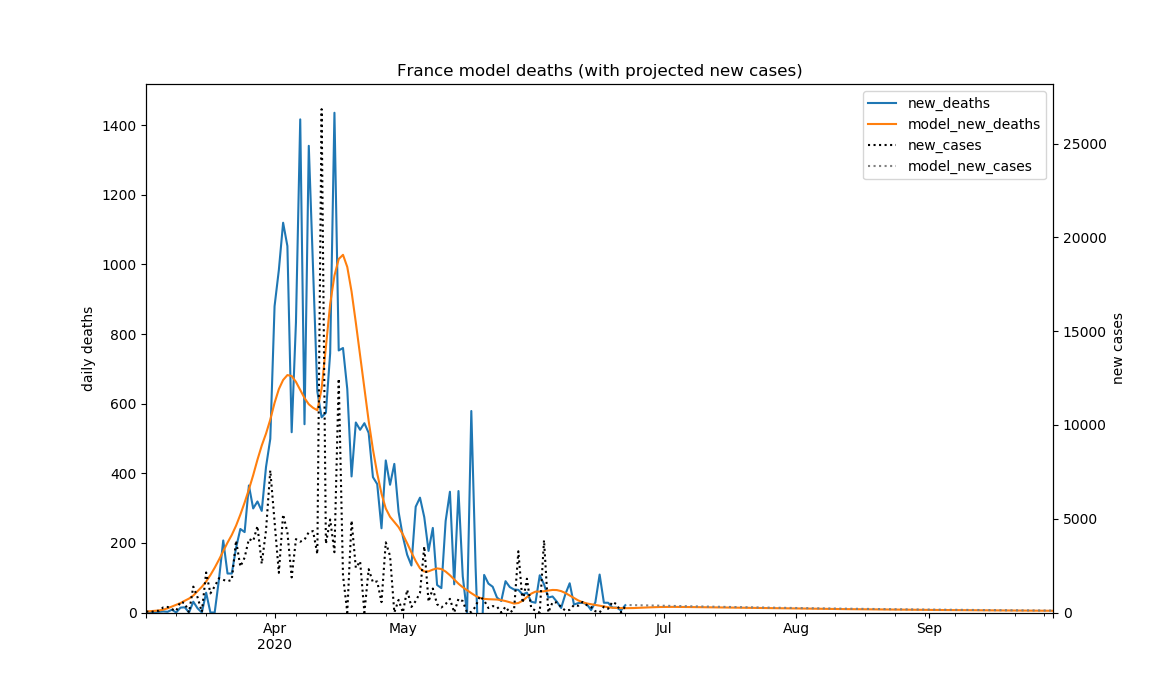 France model deaths (with projected new cases)
new_deaths
model_new_deaths
new_cases
model_new_cases
daily deaths
1400
1200
1000
800
600
400
200
0
25000
20000
15000
10000
5000
0
new cases
Apr
2020
May
Jun
Jul
Aug
Sep